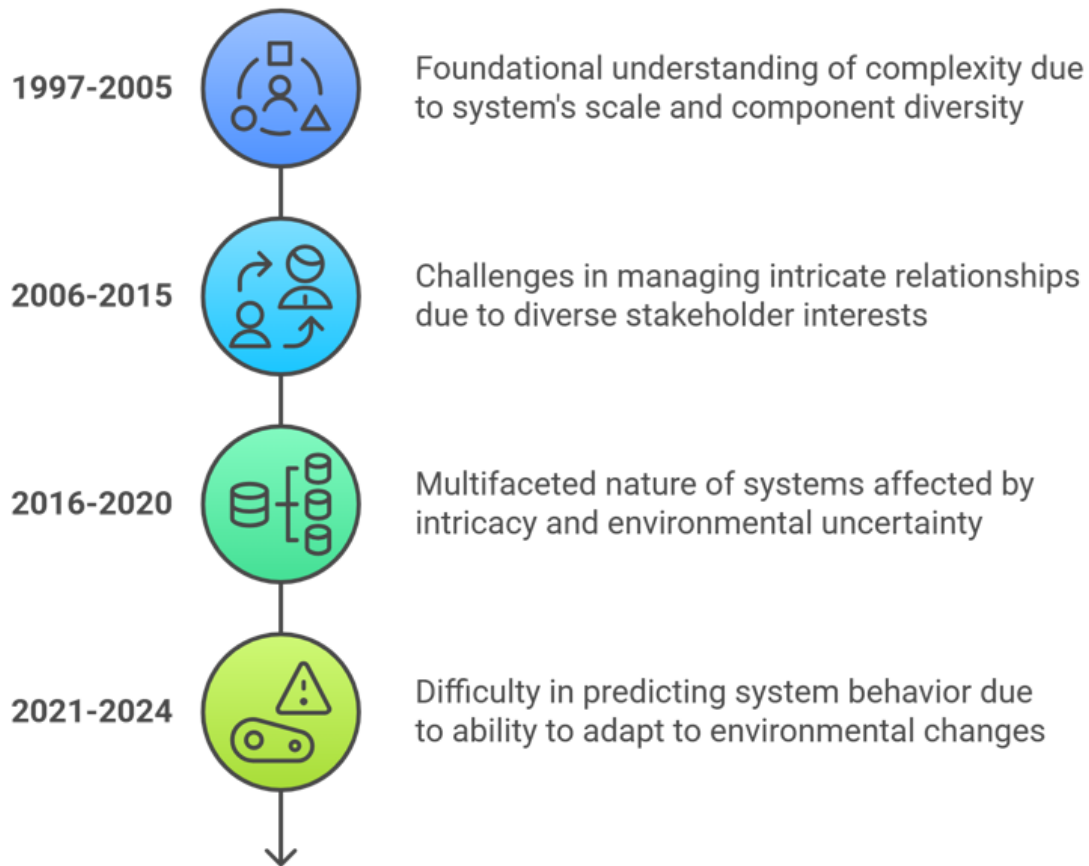 1997-2005
Foundational understanding of complexity due
to system's scale and component diversity
2006-2015
Challenges in managing intricate relationships
due to diverse stakeholder interests
2016-2020
Multifaceted nature of systems affected by
intricacy and environmental uncertainty
2021-2024
Difficulty in predicting system behavior due
to ability to adapt to environmental changes